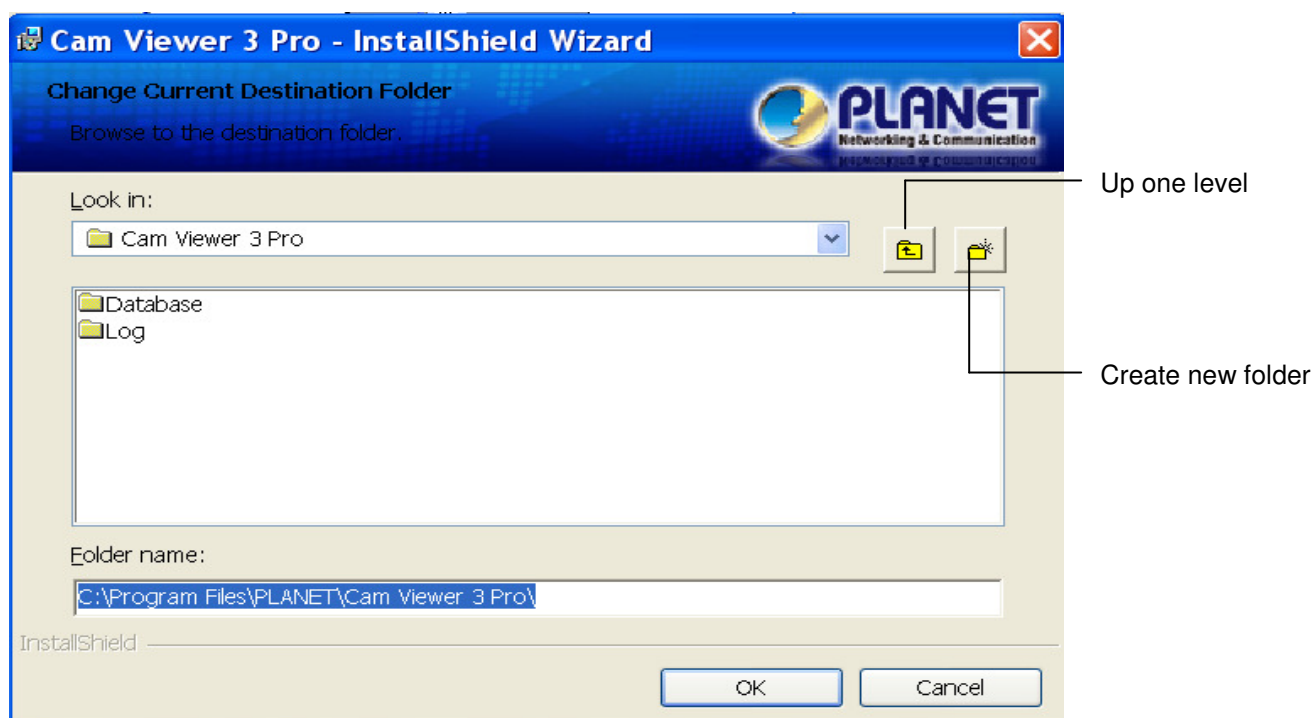 Cam Viewer 3 Pro - InstallShield Wizard
Change Current Destination Folder
Browse to the destination folder.
PLANET
Networking & Communication
Up one level
Look in:
Cam Viewer 3 Pro
Database
Log
Create new folder
Folder name:
C:\Program Files\PLANET\Cam Viewer 3 Pro\
InstallShield
OK
Cancel